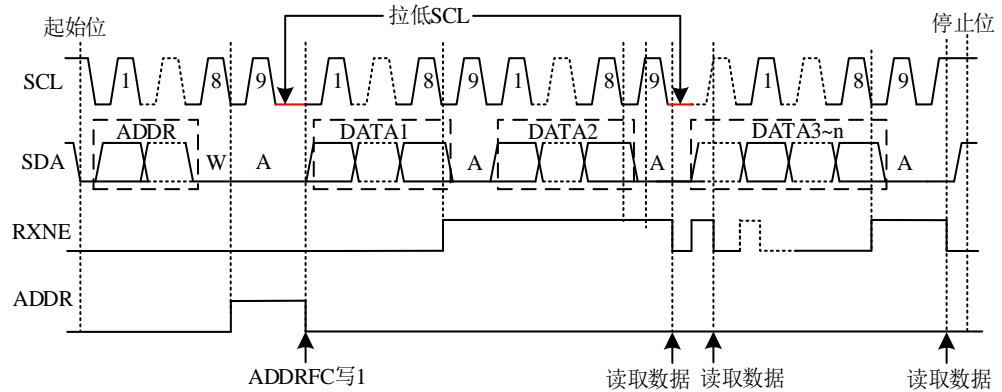 拉低SCL
起始位 停止位
SCL 1 8 9 1 8 9 1 8 9 1 8 9
ADDR DATA1 DATA2 DATA3~n
SDA W A A A A
RXNE
ADDR
ADDRFC写1 读取数据 读取数据 读取数据